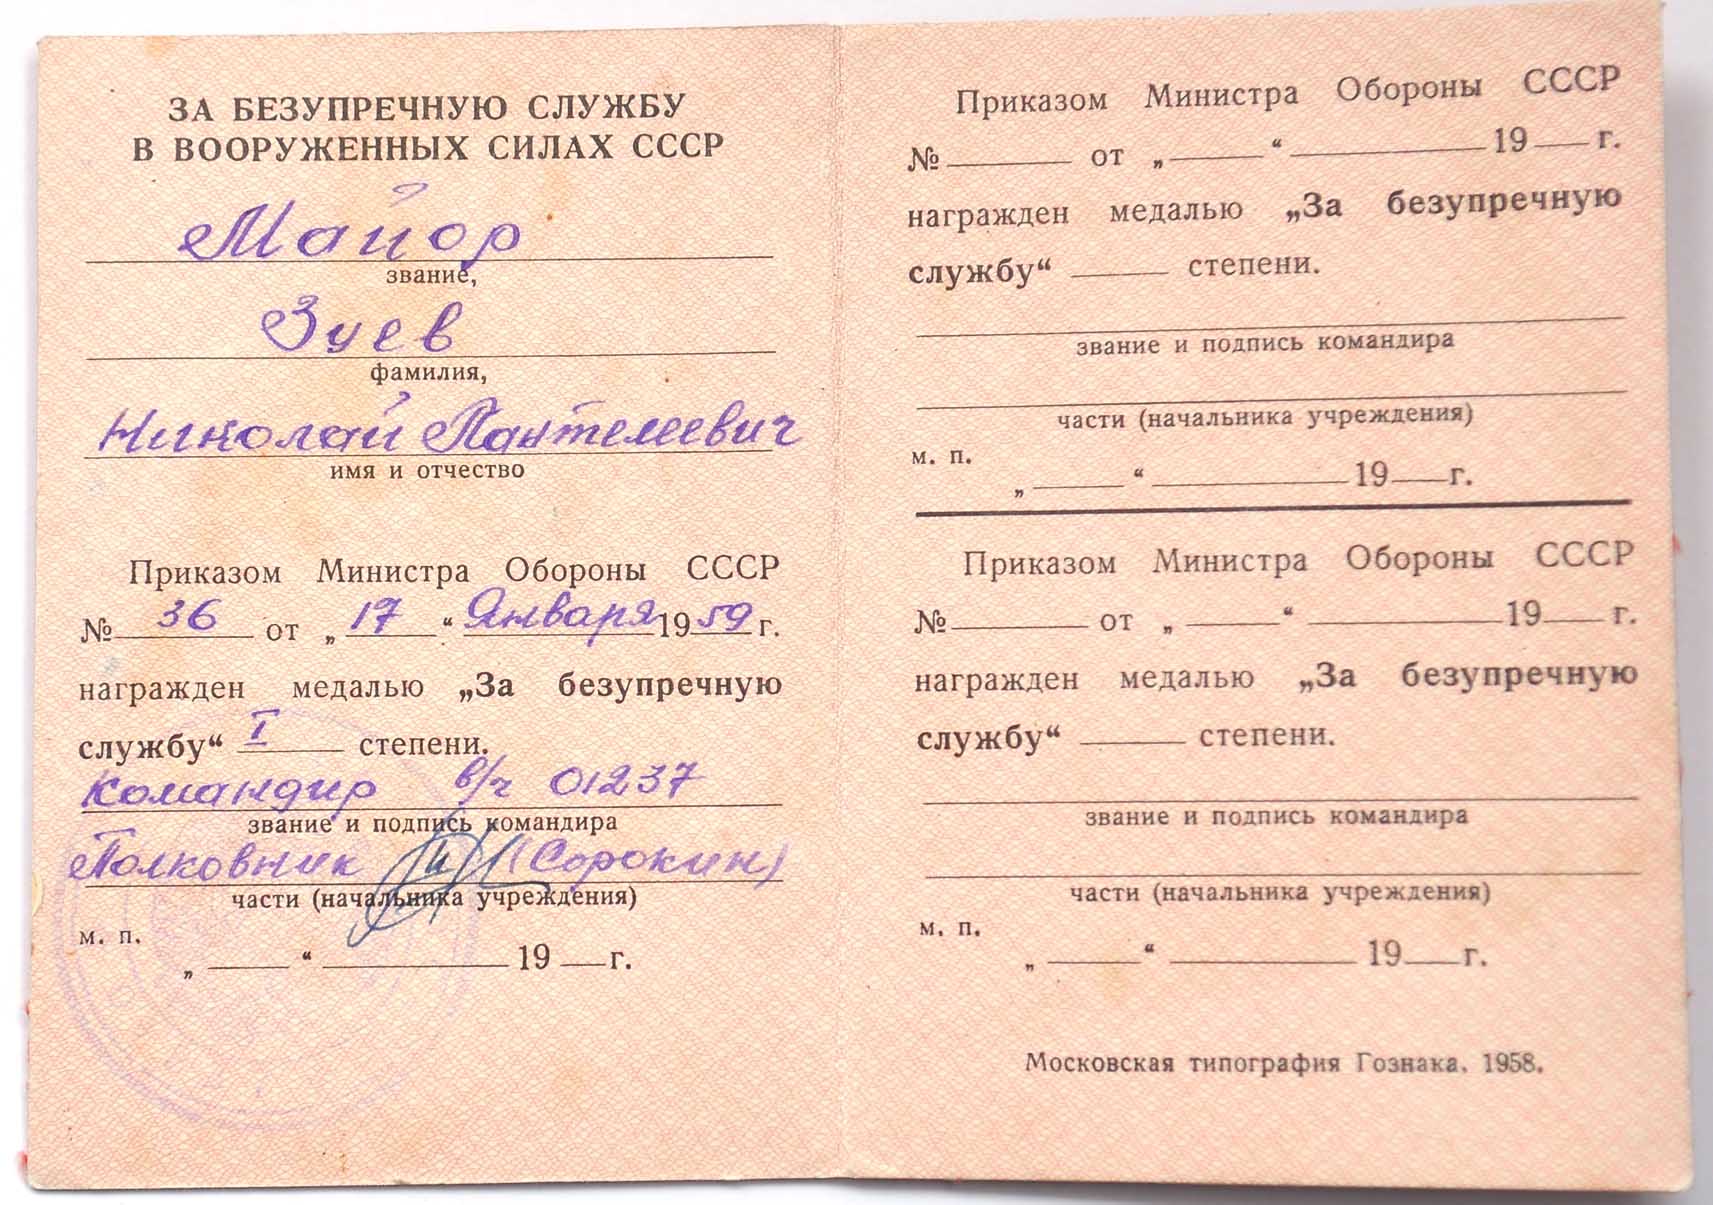 ЗА БЕЗУПРЕЧНУЮ СЛУЖБУ
В ВООРУЖЕННЫХ СИЛАХ СССР
Майор
звание,
Зуев
фамилия,
Николай Пантелеевич
имя и отчество
Приказом Министра Обороны СССР
№ 36 от „ 17 “ Января 19 59 г.
награжден медалью „За безупречную
службу“ I степени.
Командир в/ч 01237
звание и подпись командира
Полковник (Сорокин)
части (начальника учреждения)
м. п.
„ “ 19 г.
Приказом Министра Обороны СССР
№ от „ “ 19 г.
награжден медалью „За безупречную
службу“ степени.
звание и подпись командира
части (начальника учреждения)
м. п.
„ “ 19 г.
Приказом Министра Обороны СССР
№ от „ “ 19 г.
награжден медалью „За безупречную
службу“ степени.
звание и подпись командира
части (начальника учреждения)
м. п.
„ “ 19 г.
Московская типография Гознака. 1958.